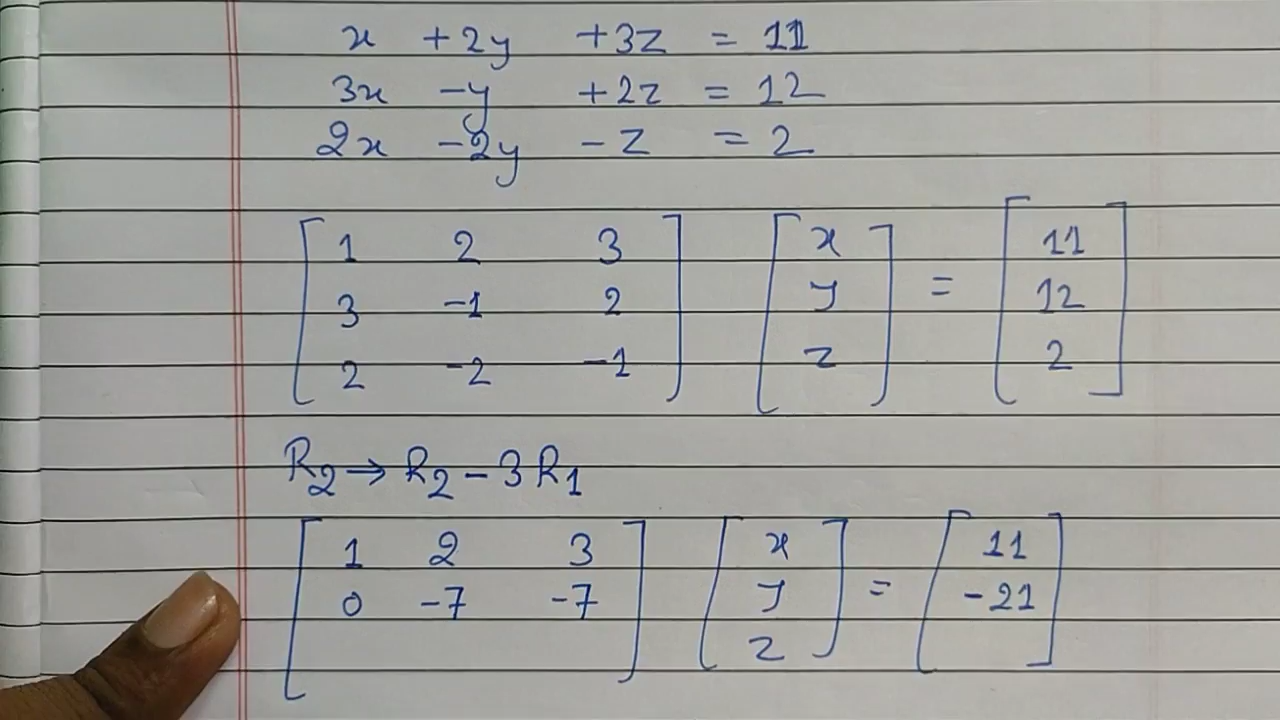 x + 2y + 3z = 11
3x - y + 2z = 12
2x - 2y - z = 2
[ 1 2 3 ] [ x ] = [ 11 ]
[ 3 -1 2 ] [ y ] [ 12 ]
[ 2 -2 -1 ] [ z ] [ 2 ]
R2 → R2 - 3R1
[ 1 2 3 ] [ x ] = [ 11 ]
[ 0 -7 -7 ] [ y ] [ -21 ]
[ ] [ z ] [ ]